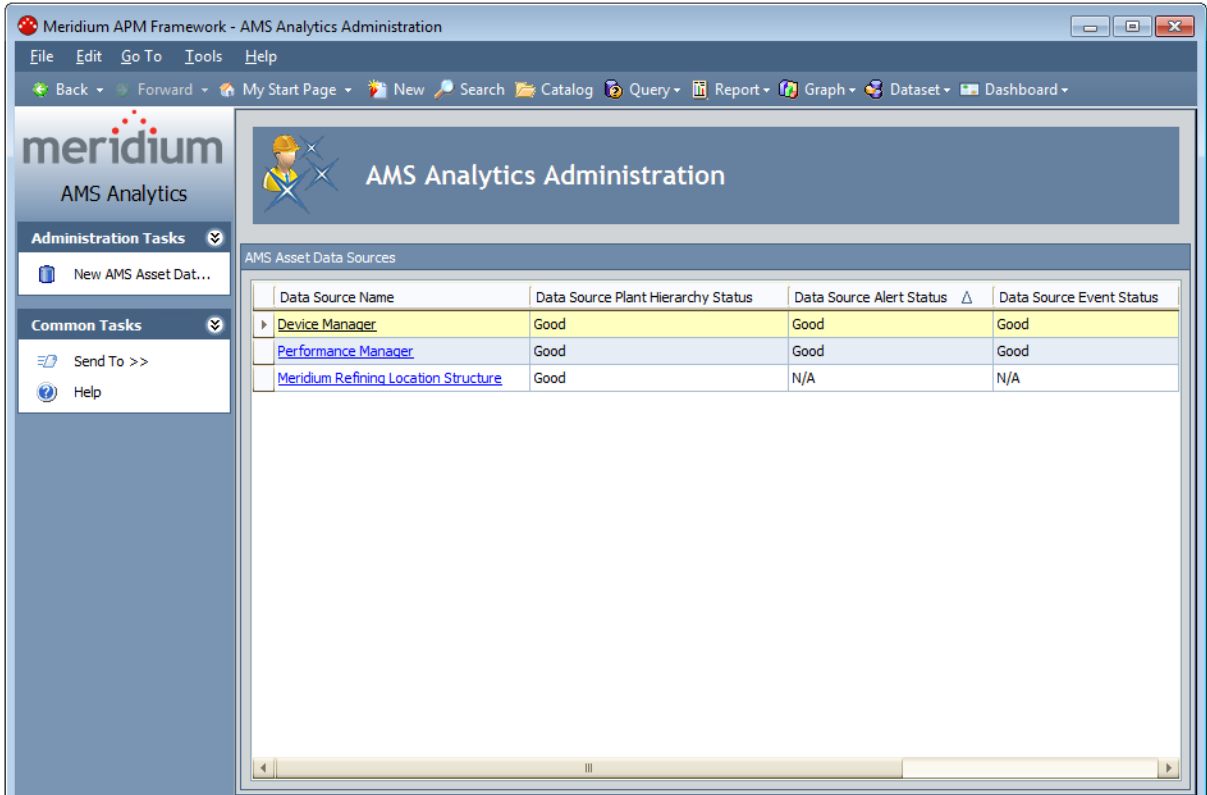 Meridium APM Framework - AMS Analytics Administration
File Edit Go To Tools Help
Back Forward My Start Page New Search Catalog Query Report Graph Dataset Dashboard
meridium
AMS Analytics
AMS Analytics Administration
Administration Tasks
New AMS Asset Dat...
Common Tasks
Send To >>
Help
AMS Asset Data Sources
Data Source Name Data Source Plant Hierarchy Status Data Source Alert Status Data Source Event Status
Device Manager Good Good Good
Performance Manager Good Good Good
Meridium Refining Location Structure Good N/A N/A